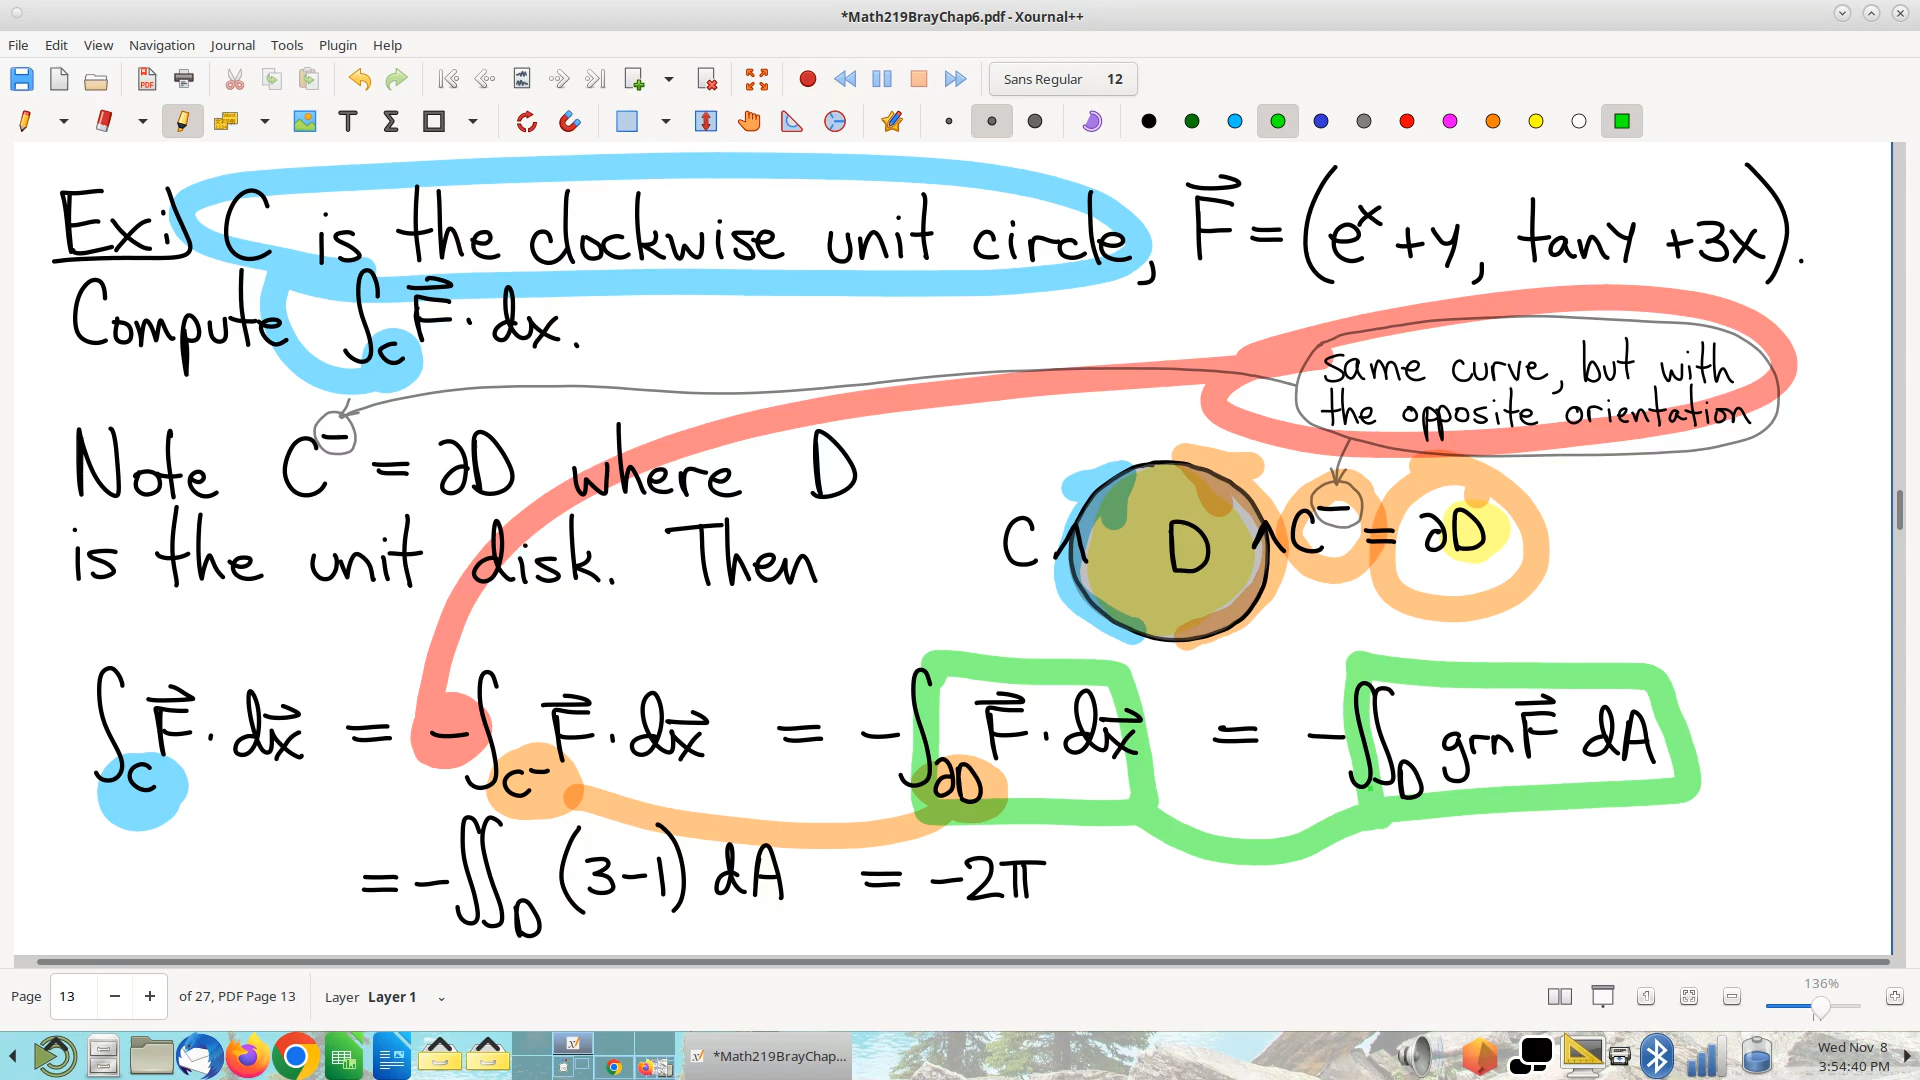 *Math219BrayChap6.pdf - Xournal++
File Edit View Navigation Journal Tools Plugin Help
Sans Regular 12
Ex: C is the clockwise unit circle, F⃗ = (eˣ + y, tan y + 3x).
Compute ∫_C F⃗ · dx.
same curve, but with
the opposite orientation
Note C⁻ = ∂D where D
is the unit disk. Then
C D C⁻ = ∂D
∫_C F⃗ · dx⃗ = -∫_C⁻ F⃗ · dx⃗ = -∫_∂D F⃗ · dx⃗ = -∬_D grn F⃗ dA
= -∬_D (3-1) dA = -2π
Page 13 of 27, PDF Page 13 Layer Layer 1
136%
*Math219BrayChap...
Wed Nov 8
3:54:40 PM